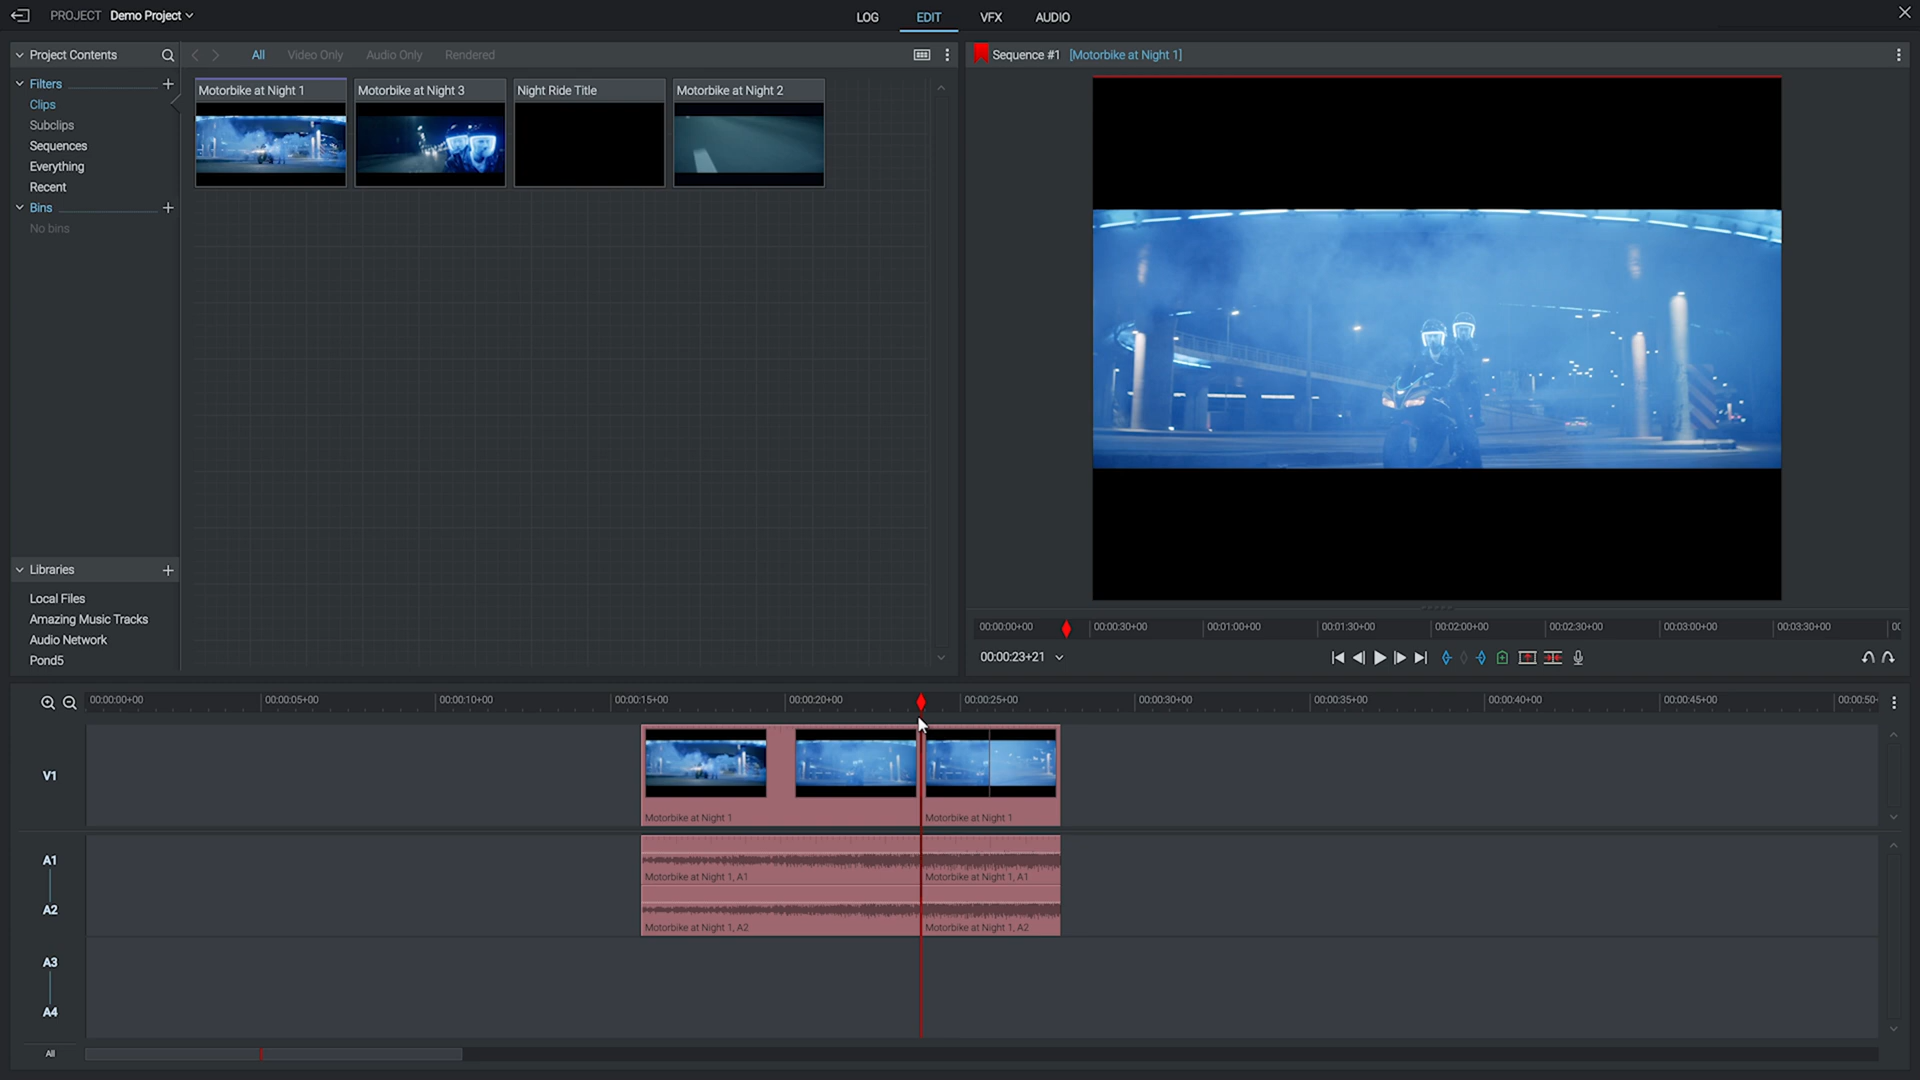 PROJECT Demo Project
LOG EDIT VFX AUDIO
Project Contents
All Video Only Audio Only Rendered
Sequence #1 [Motorbike at Night 1]
Filters
Clips
Subclips
Sequences
Everything
Recent
Bins
No bins
Motorbike at Night 1 Motorbike at Night 3 Night Ride Title Motorbike at Night 2
Libraries
Local Files
Amazing Music Tracks
Audio Network
Pond5
00:00:00+00 00:00:30+00 00:01:00+00 00:01:30+00 00:02:00+00 00:02:30+00 00:03:00+00 00:03:30+00 00
00:00:23+21
00:00:00+00 00:00:05+00 00:00:10+00 00:00:15+00 00:00:20+00 00:00:25+00 00:00:30+00 00:00:35+00 00:00:40+00 00:00:45+00 00:00:50+
V1
Motorbike at Night 1 Motorbike at Night 1
A1
Motorbike at Night 1, A1 Motorbike at Night 1, A1
A2
Motorbike at Night 1, A2 Motorbike at Night 1, A2
A3
A4
All